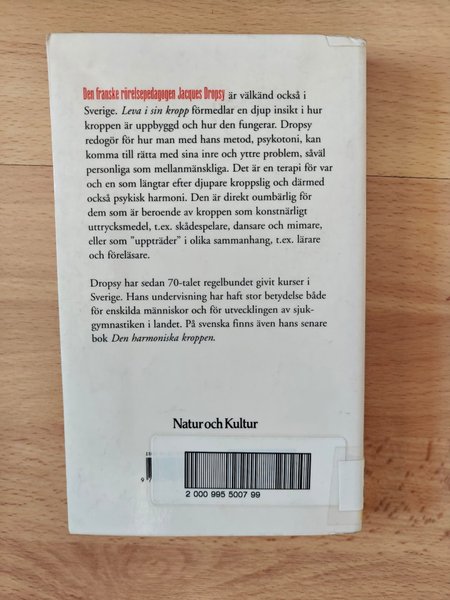 Den franske rörelsepedagogen Jacques Dropsy är välkänd också i
Sverige. Leva i sin kropp förmedlar en djup insikt i hur
kroppen är uppbyggd och hur den fungerar. Dropsy
redogör för hur man med hans metod, psykotoni, kan
komma till rätta med sina inre och yttre problem, såväl
personliga som mellanmänskliga. Det är en terapi för var
och en som längtar efter djupare kroppslig och därmed
också psykisk harmoni. Den är direkt oumbärlig för
dem som är beroende av kroppen som konstnärligt
uttrycksmedel, t.ex. skådespelare, dansare och mimare,
eller som "uppträder" i olika sammanhang, t.ex. lärare
och föreläsare.
Dropsy har sedan 70-talet regelbundet givit kurser i
Sverige. Hans undervisning har haft stor betydelse både
för enskilda människor och för utvecklingen av sjuk-
gymnastiken i landet. På svenska finns även hans senare
bok Den harmoniska kroppen.
Natur och Kultur
2 000 995 5007 99